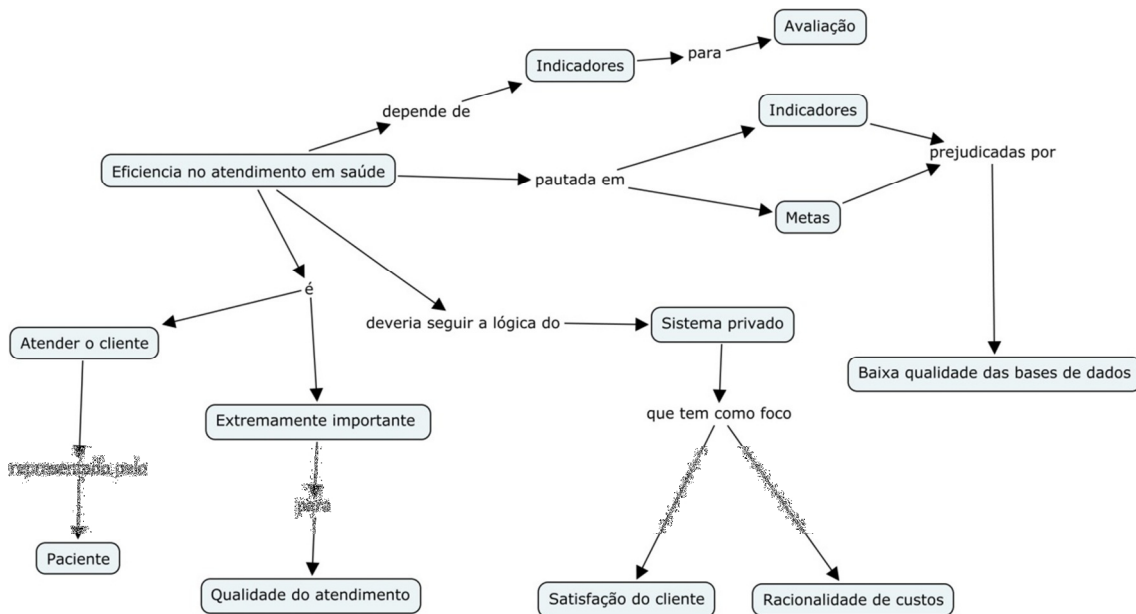 Avaliação
Indicadores
para
depende de
Indicadores
Eficiencia no atendimento em saúde
pautada em
prejudicadas por
Metas
é
deveria seguir a lógica do
Sistema privado
Atender o cliente
Baixa qualidade das bases de dados
Extremamente importante
que tem como foco
representado pelo
para
Paciente
Qualidade do atendimento
Satisfação do cliente
Racionalidade de custos